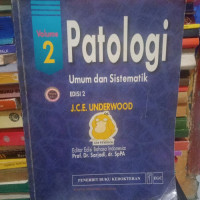 Volume
2
Patologi
Umum dan Sistematik
EDISI 2
J.C.E. UNDERWOOD
Editor Edisi Bahasa Indonesia:
Prof. Dr. Sarjadi, dr. SpPA
PENERBIT BUKU KEDOKTERAN
EGC